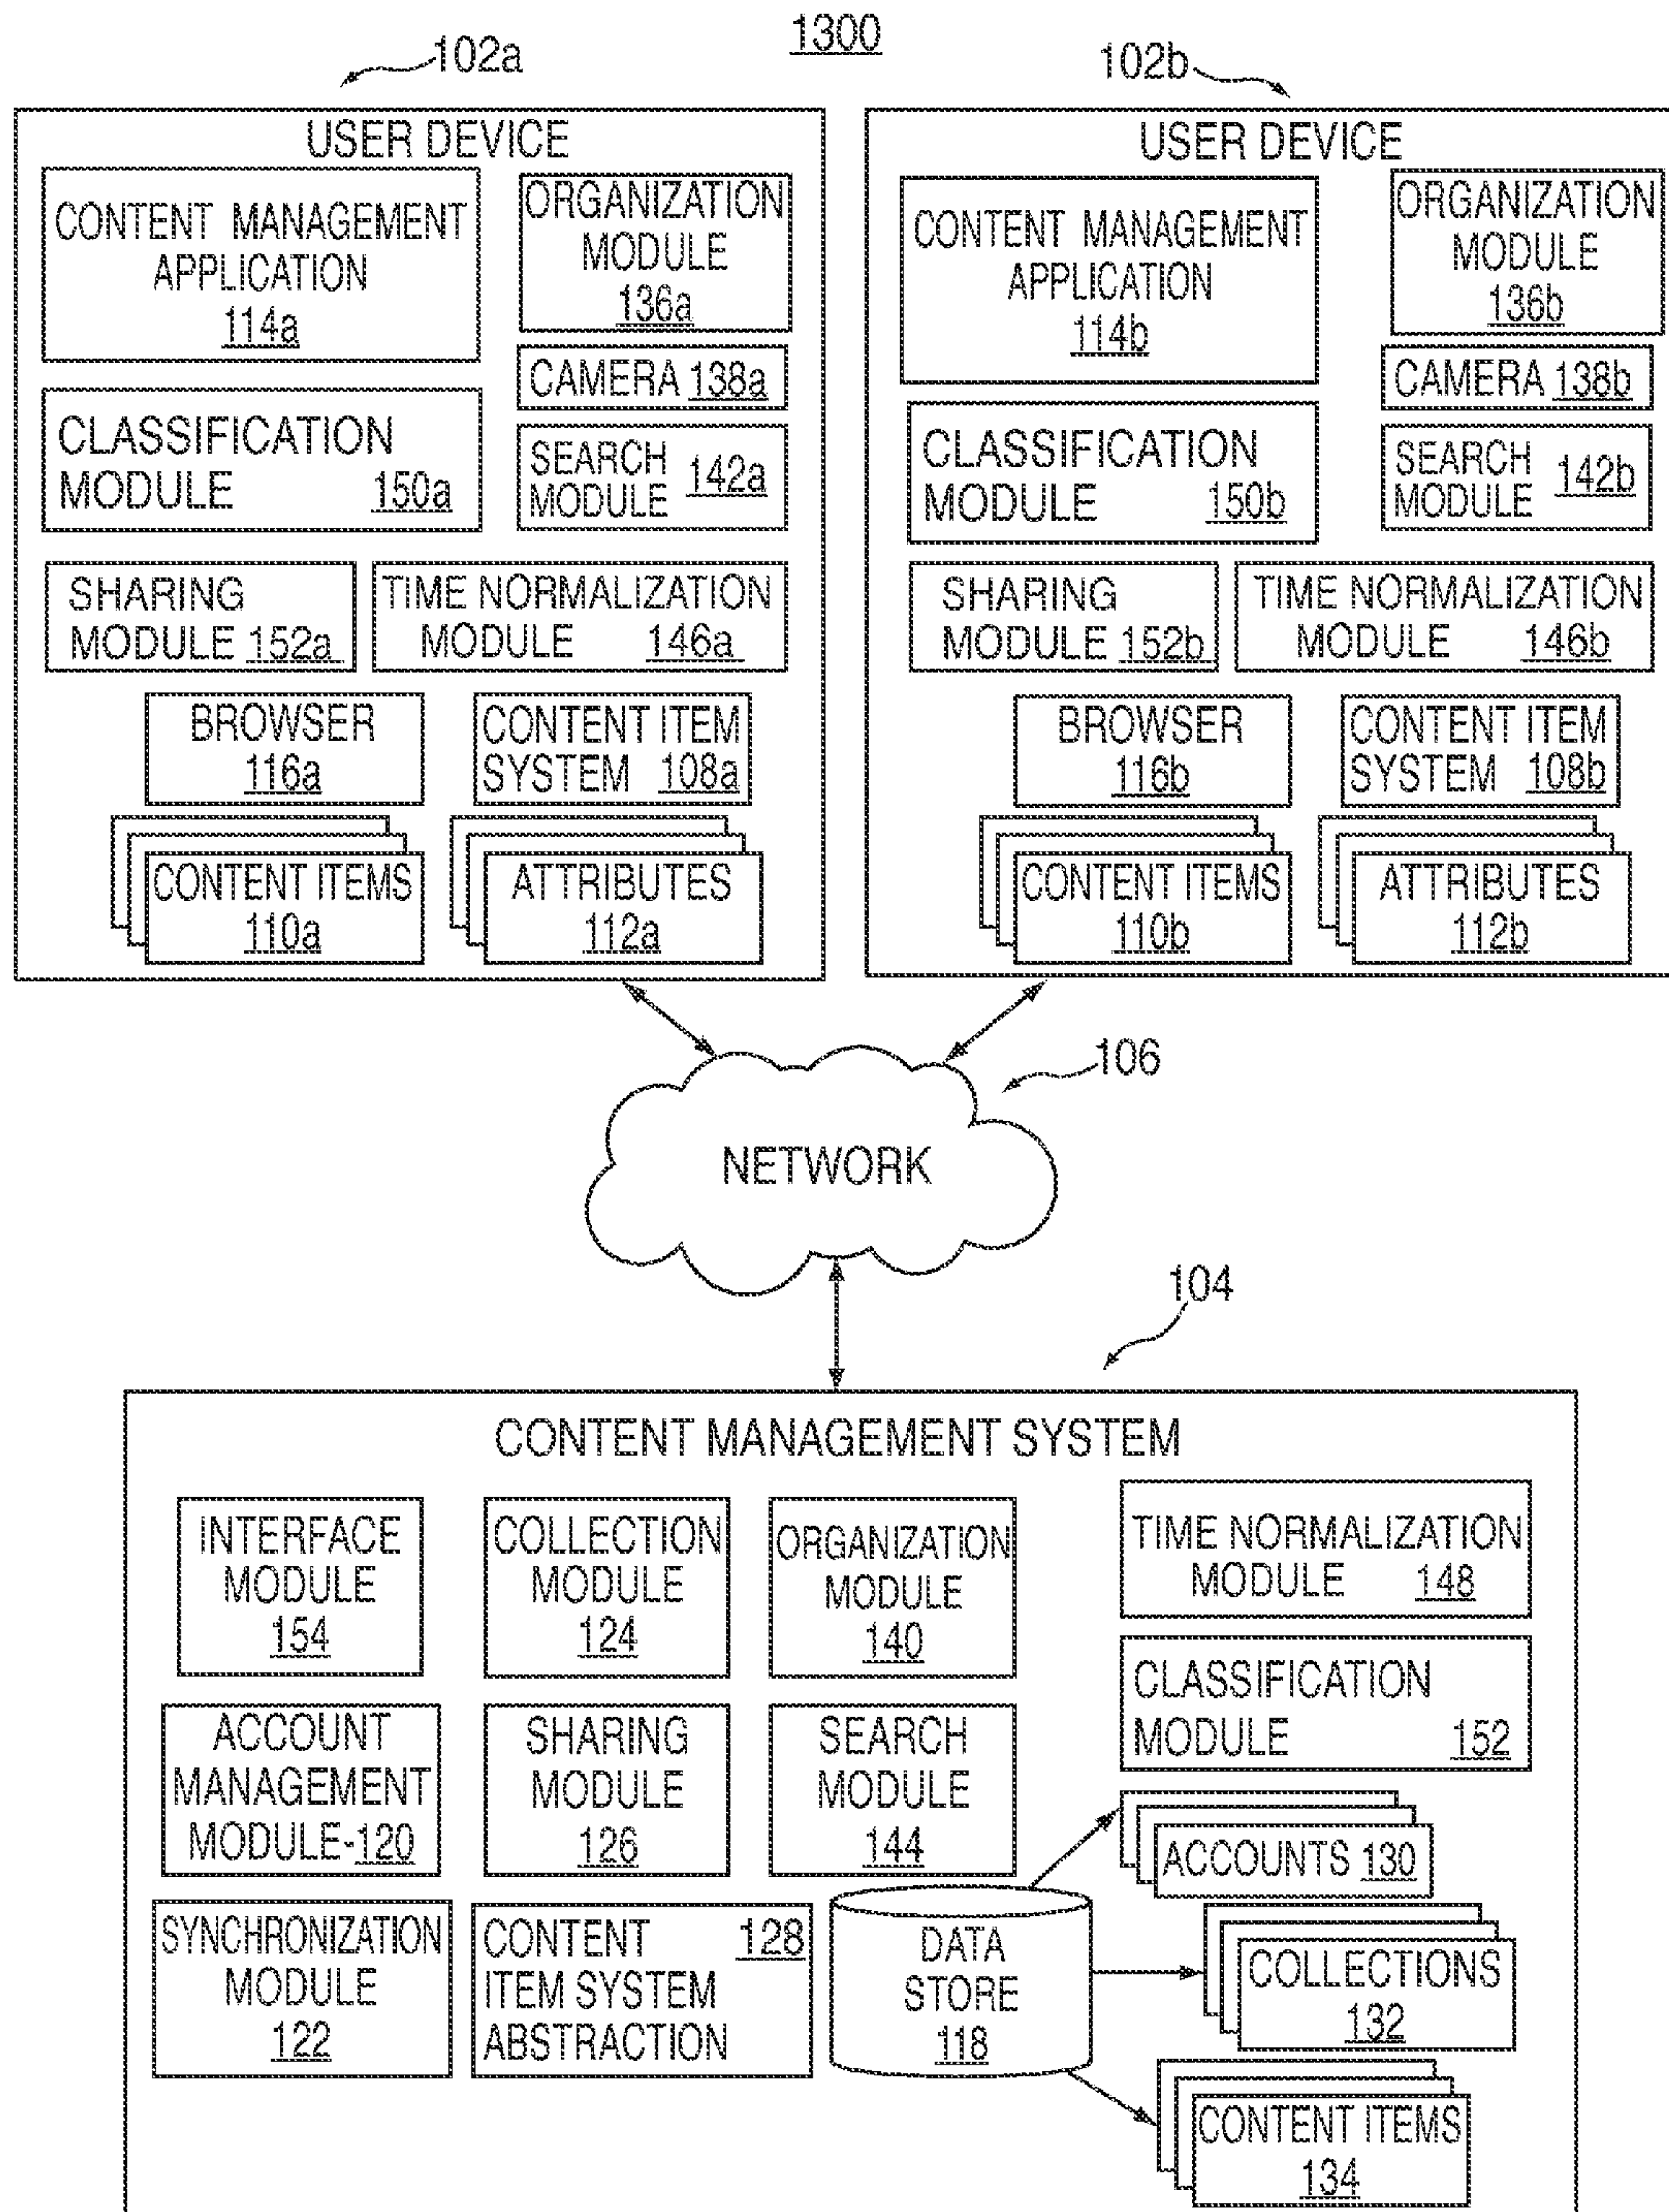 1300
102a
102b
USER DEVICE
CONTENT MANAGEMENT
APPLICATION
114a
ORGANIZATION
MODULE
136a
CAMERA 138a
CLASSIFICATION
MODULE 150a
SEARCH
MODULE 142a
SHARING
MODULE 152a
TIME NORMALIZATION
MODULE 146a
BROWSER
116a
CONTENT ITEM
SYSTEM 108a
CONTENT ITEMS
110a
ATTRIBUTES
112a
USER DEVICE
CONTENT MANAGEMENT
APPLICATION
114b
ORGANIZATION
MODULE
136b
CAMERA 138b
CLASSIFICATION
MODULE 150b
SEARCH
MODULE 142b
SHARING
MODULE 152b
TIME NORMALIZATION
MODULE 146b
BROWSER
116b
CONTENT ITEM
SYSTEM 108b
CONTENT ITEMS
110b
ATTRIBUTES
112b
106
NETWORK
104
CONTENT MANAGEMENT SYSTEM
INTERFACE
MODULE
154
COLLECTION
MODULE
124
ORGANIZATION
MODULE
140
TIME NORMALIZATION
MODULE 148
CLASSIFICATION
MODULE 152
ACCOUNT
MANAGEMENT
MODULE-120
SHARING
MODULE
126
SEARCH
MODULE
144
ACCOUNTS 130
SYNCHRONIZATION
MODULE
122
CONTENT 128
ITEM SYSTEM
ABSTRACTION
DATA
STORE
118
COLLECTIONS
132
CONTENT ITEMS
134